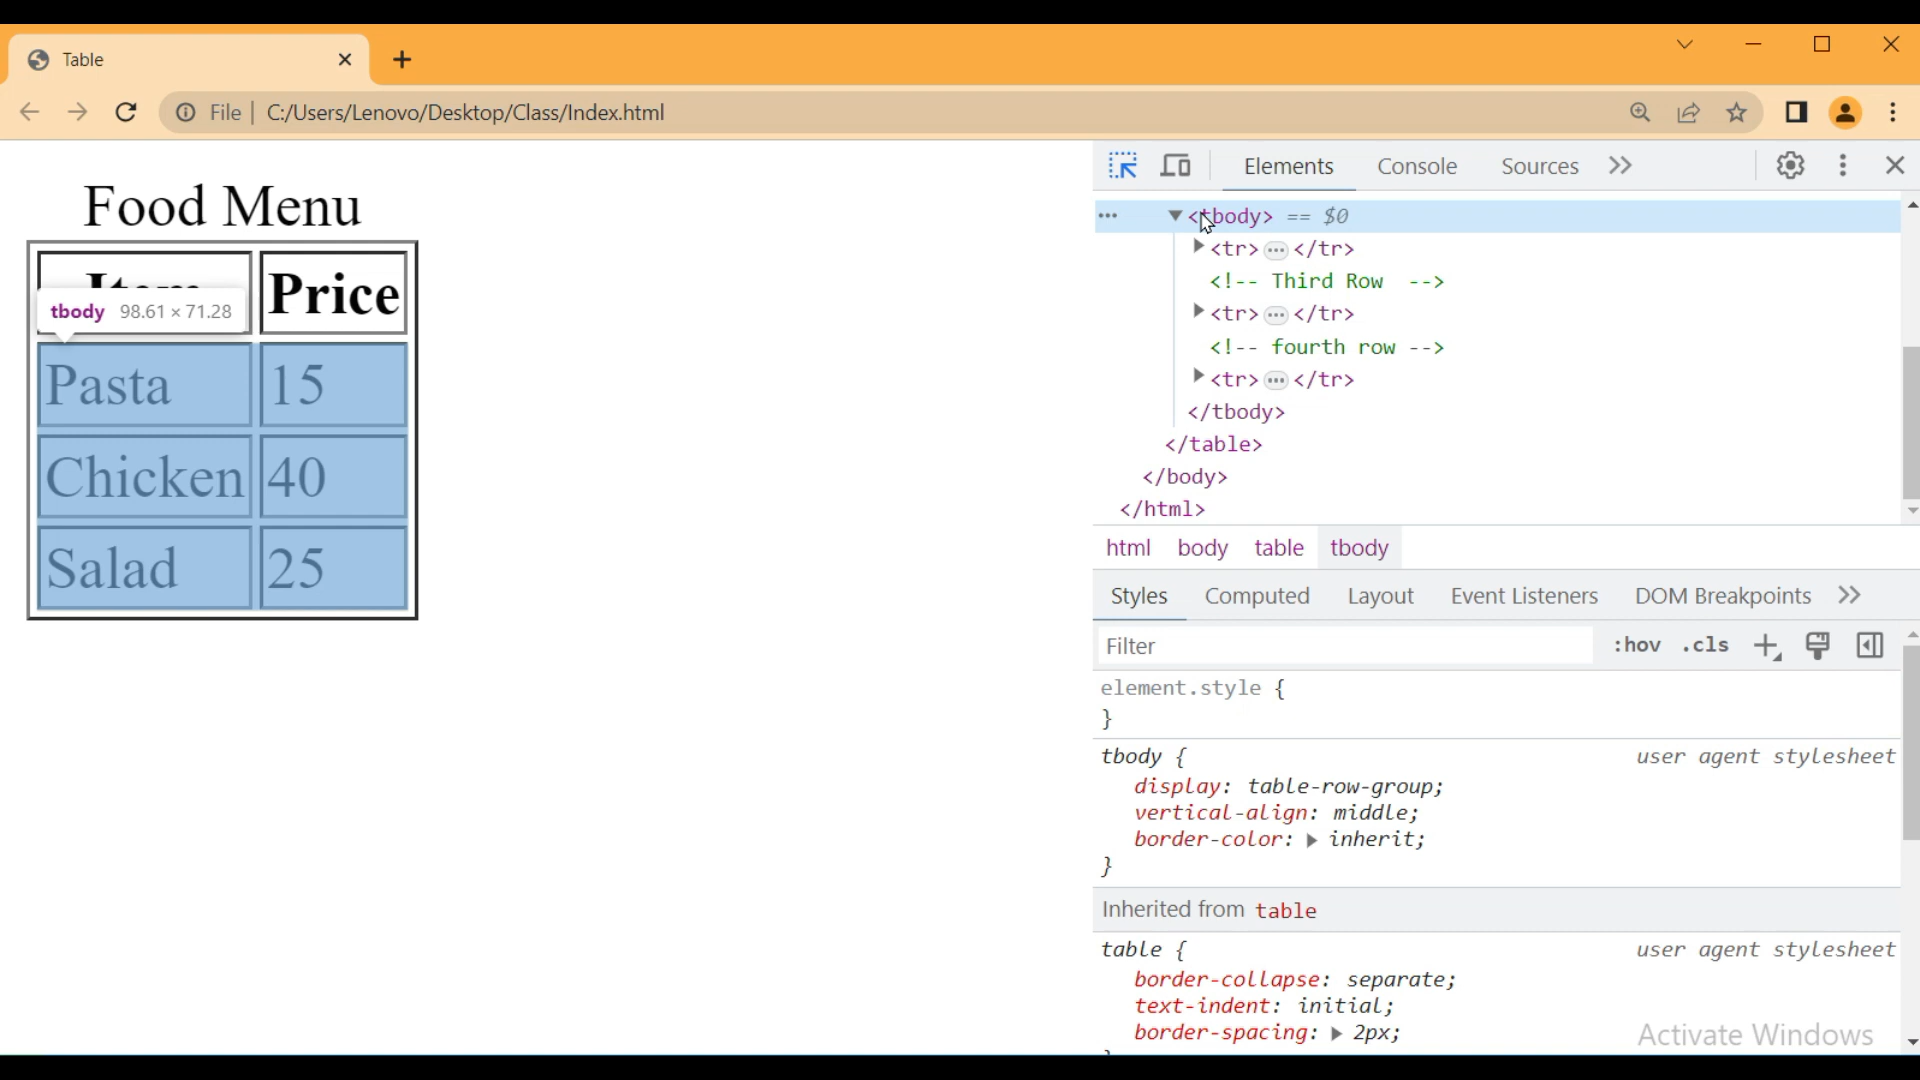 Table
File | C:/Users/Lenovo/Desktop/Class/Index.html
Food Menu
Price
tbody 98.61 × 71.28
Pasta 15
Chicken 40
Salad 25
Elements Console Sources
<tbody> == $0
<tr> … </tr>
<!-- Third Row -->
<tr> … </tr>
<!-- fourth row -->
<tr> … </tr>
</tbody>
</table>
</body>
</html>
html body table tbody
Styles Computed Layout Event Listeners DOM Breakpoints
Filter :hov .cls
element.style {
}
tbody { user agent stylesheet
display: table-row-group;
vertical-align: middle;
border-color: inherit;
}
Inherited from table
table { user agent stylesheet
border-collapse: separate;
text-indent: initial;
border-spacing: 2px;
Activate Windows